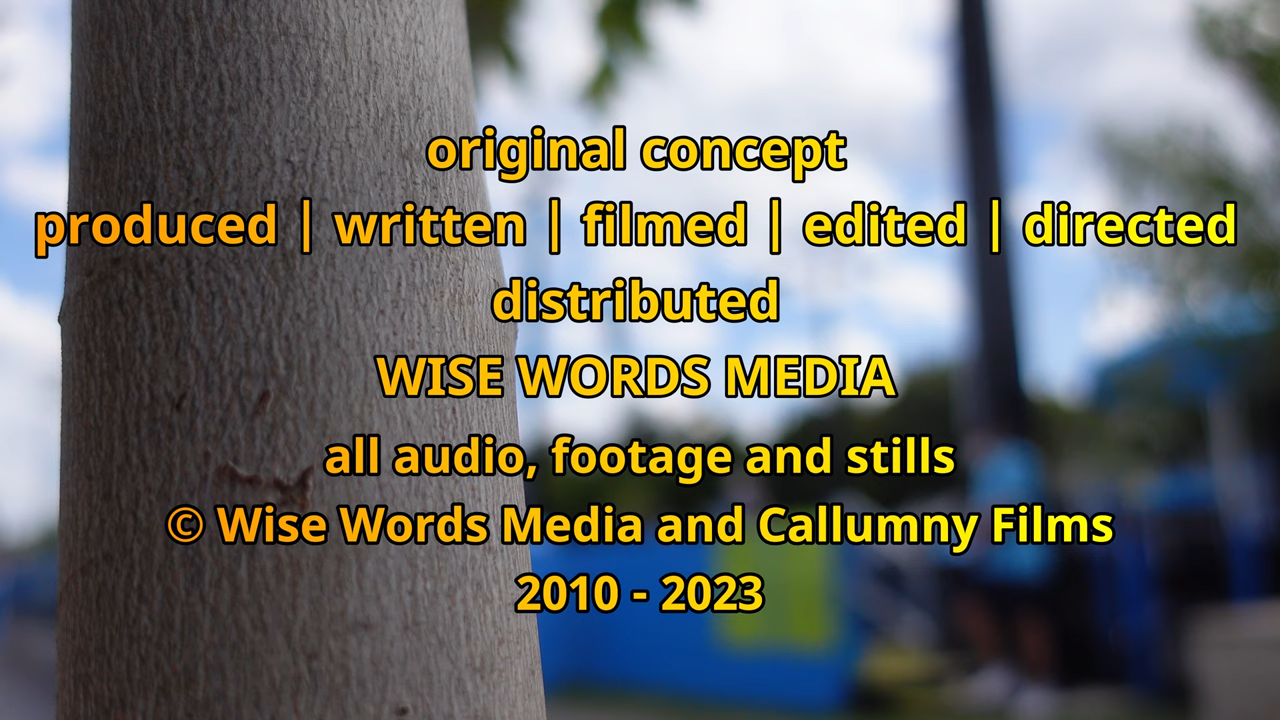 original concept
produced | written | filmed | edited | directed
distributed
WISE WORDS MEDIA
all audio, footage and stills
© Wise Words Media and Callumny Films
2010 - 2023